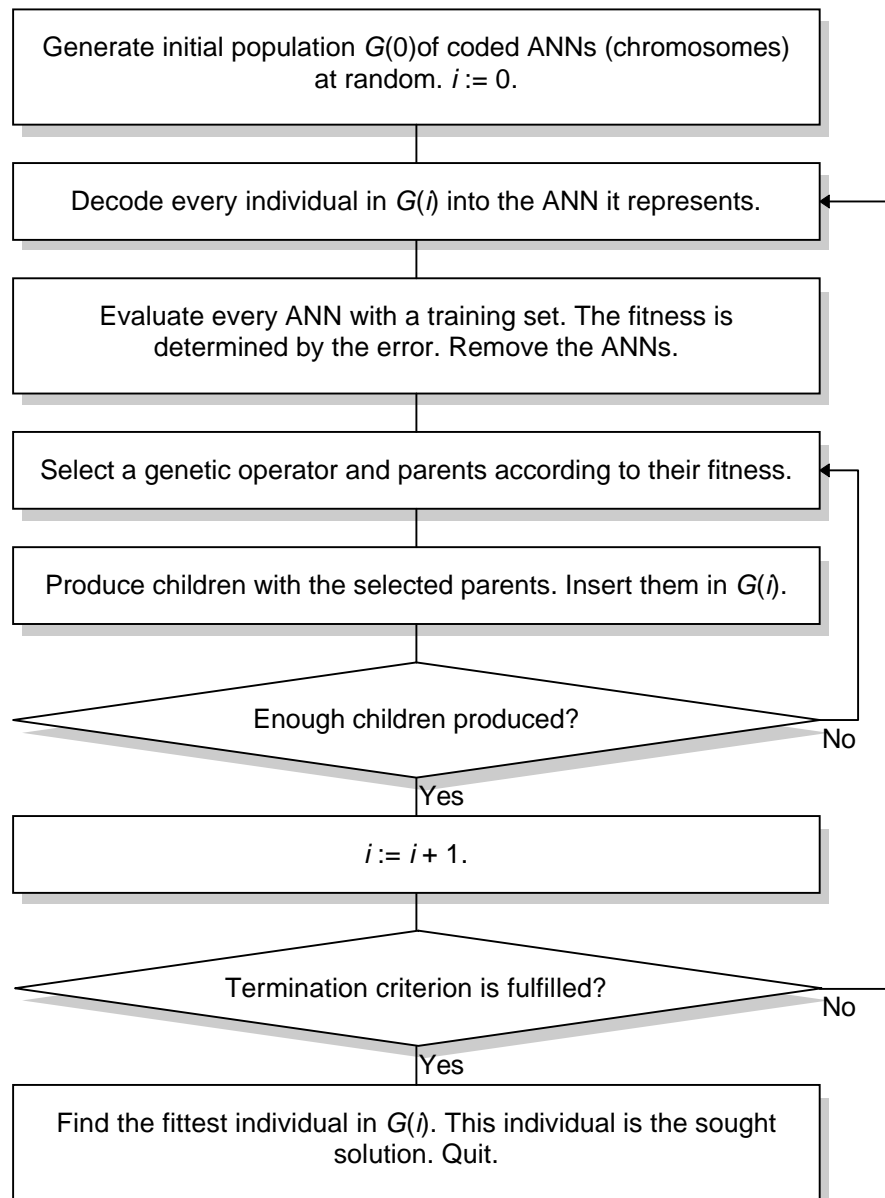 Generate initial population G(0)of coded ANNs (chromosomes)
at random. i := 0.
Decode every individual in G(i) into the ANN it represents.
Evaluate every ANN with a training set. The fitness is
determined by the error. Remove the ANNs.
Select a genetic operator and parents according to their fitness.
Produce children with the selected parents. Insert them in G(i).
Enough children produced?
No
Yes
i := i + 1.
Termination criterion is fulfilled?
No
Yes
Find the fittest individual in G(i). This individual is the sought
solution. Quit.